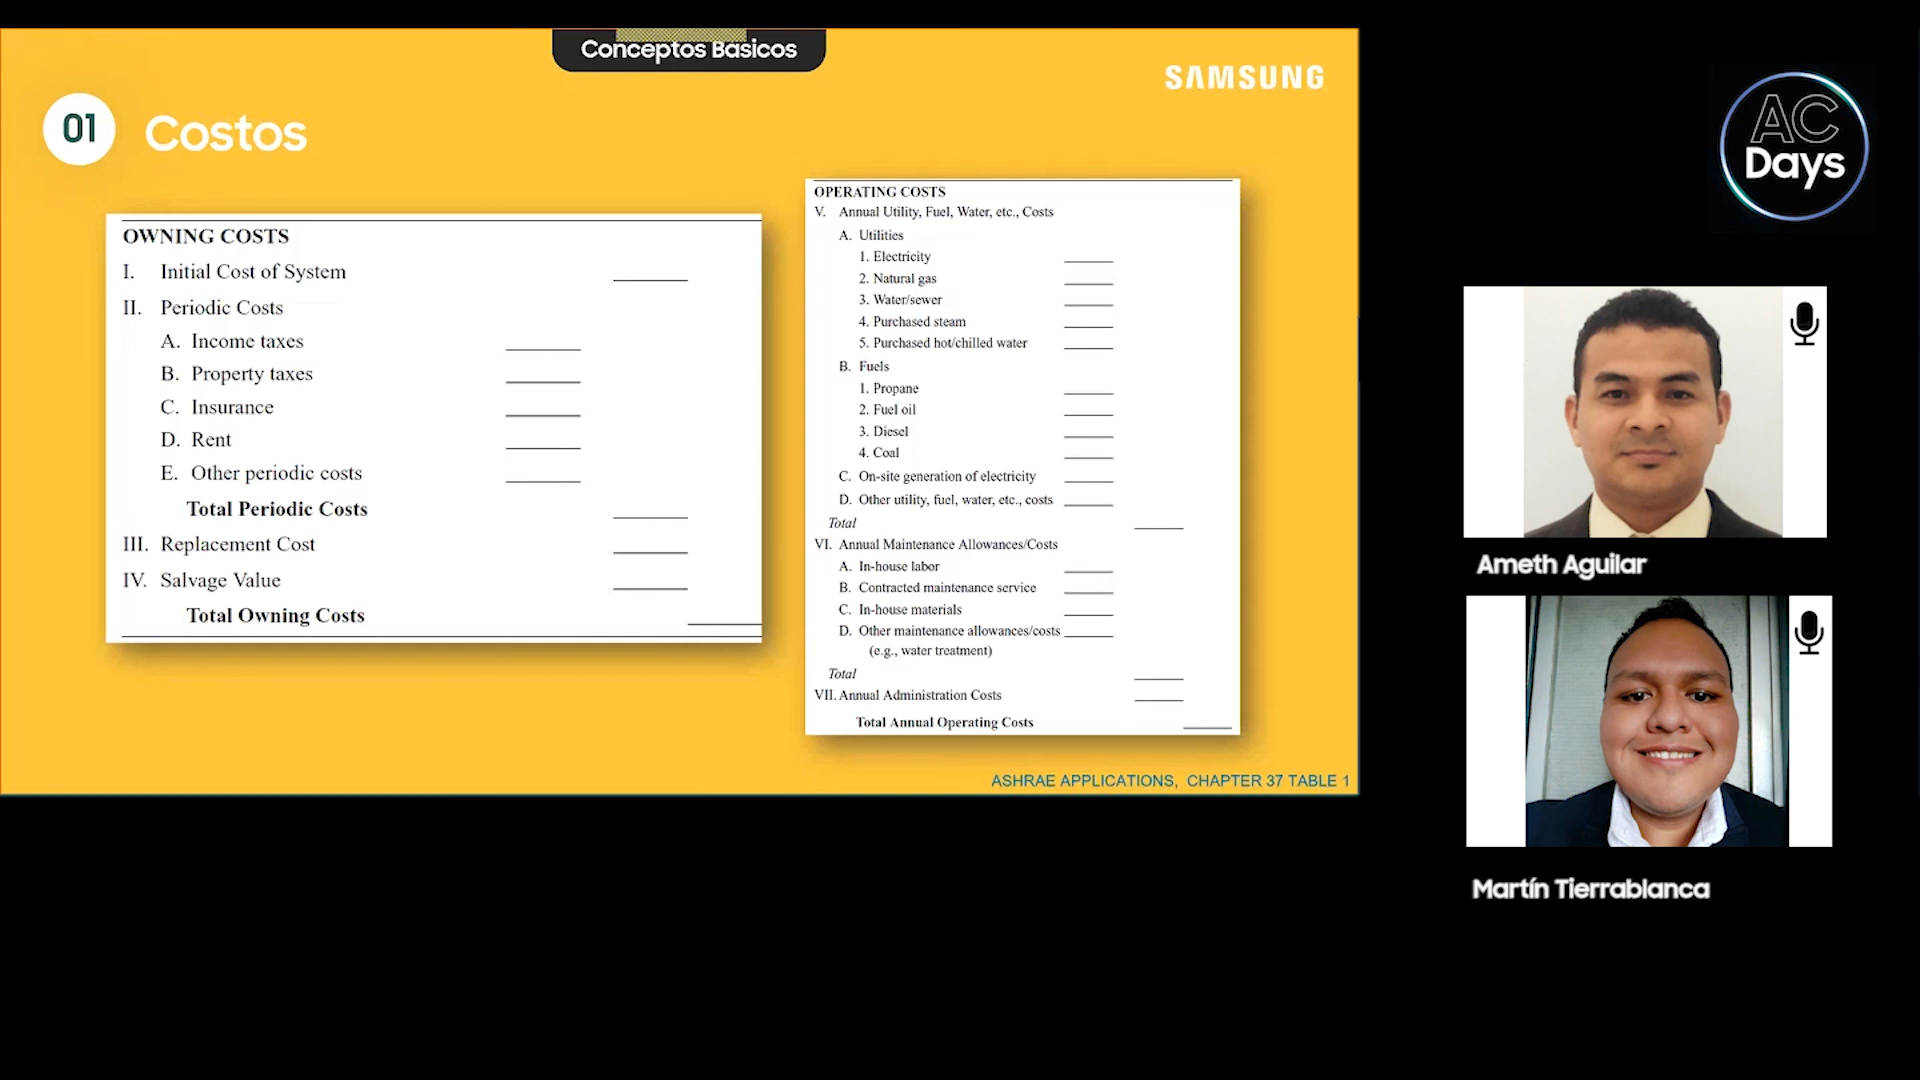 Conceptos Basicos
SAMSUNG
01 Costos
OWNING COSTS
I. Initial Cost of System
II. Periodic Costs
A. Income taxes
B. Property taxes
C. Insurance
D. Rent
E. Other periodic costs
Total Periodic Costs
III. Replacement Cost
IV. Salvage Value
Total Owning Costs
OPERATING COSTS
V. Annual Utility, Fuel, Water, etc., Costs
A. Utilities
1. Electricity
2. Natural gas
3. Water/sewer
4. Purchased steam
5. Purchased hot/chilled water
B. Fuels
1. Propane
2. Fuel oil
3. Diesel
4. Coal
C. On-site generation of electricity
D. Other utility, fuel, water, etc., costs
Total
VI. Annual Maintenance Allowances/Costs
A. In-house labor
B. Contracted maintenance service
C. In-house materials
D. Other maintenance allowances/costs
(e.g., water treatment)
Total
VII. Annual Administration Costs
Total Annual Operating Costs
ASHRAE APPLICATIONS, CHAPTER 37 TABLE 1
AC
Days
Ameth Aguilar
Martín Tierrablanca